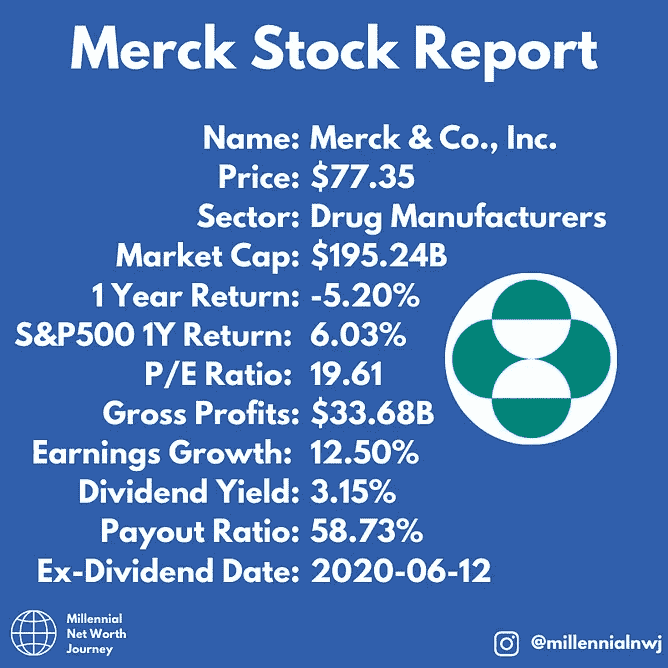 Merck Stock Report
Name: Merck & Co., Inc.
Price: $77.35
Sector: Drug Manufacturers
Market Cap: $195.24B
1 Year Return: -5.20%
S&P500 1Y Return: 6.03%
P/E Ratio: 19.61
Gross Profits: $33.68B
Earnings Growth: 12.50%
Dividend Yield: 3.15%
Payout Ratio: 58.73%
Ex-Dividend Date: 2020-06-12
Millennial
Net Worth
Journey
@millennialnwj